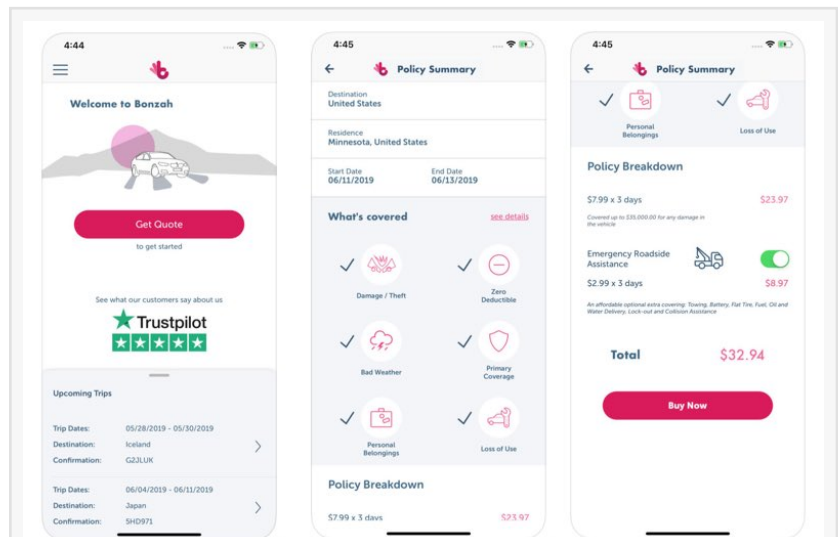 4:44
Welcome to Bonzah
Get Quote
to get started
See what our customers say about us
Trustpilot
Upcoming Trips
Trip Dates: 05/28/2019 - 05/30/2019
Destination: Iceland
Confirmation: G2JLUK
Trip Dates: 06/04/2019 - 06/11/2019
Destination: Japan
Confirmation: SHD971
4:45
Policy Summary
Destination
United States
Residence
Minnesota, United States
Start Date End Date
06/11/2019 06/13/2019
What's covered see details
Damage / Theft
Zero
Deductible
Bad Weather
Primary
Coverage
Personal
Belongings
Loss of Use
Policy Breakdown
$7.99 x 3 days $23.97
4:45
Policy Summary
Personal
Belongings
Loss of Use
Policy Breakdown
$7.99 x 3 days $23.97
Covered up to $35,000.00 for any damage in
the vehicle
Emergency Roadside
Assistance
$2.99 x 3 days $8.97
An affordable optional extra covering: Towing, Battery, Flat Tire, Fuel, Oil and
Water Delivery, Lock-out and Collision Assistance
Total $32.94
Buy Now